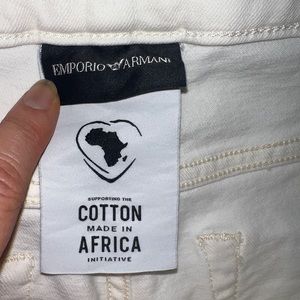 EMPORIO ARMANI
SUPPORTING THE
COTTON
MADE IN
AFRICA
INITIATIVE